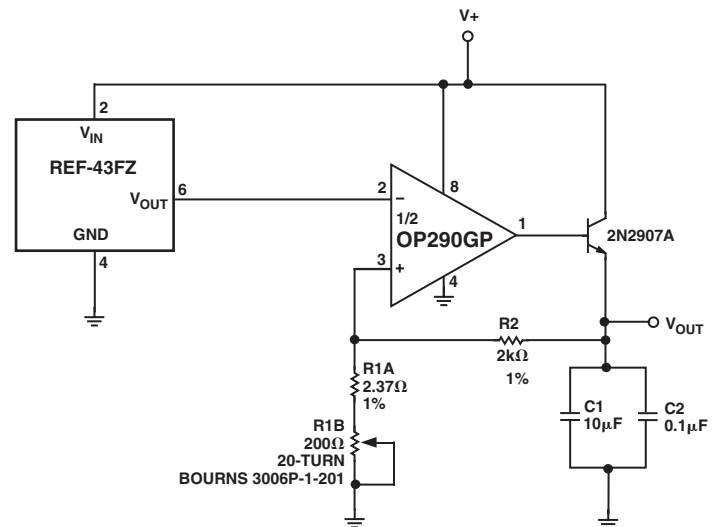 V+
2
VIN
REF-43FZ
VOUT
6
GND
4
2
–
8
1/2
OP290GP
1
3
+
4
2N2907A
R2
2kΩ
1%
VOUT
R1A
2.37Ω
1%
R1B
200Ω
20-TURN
BOURNS 3006P-1-201
C1
10μF
C2
0.1μF